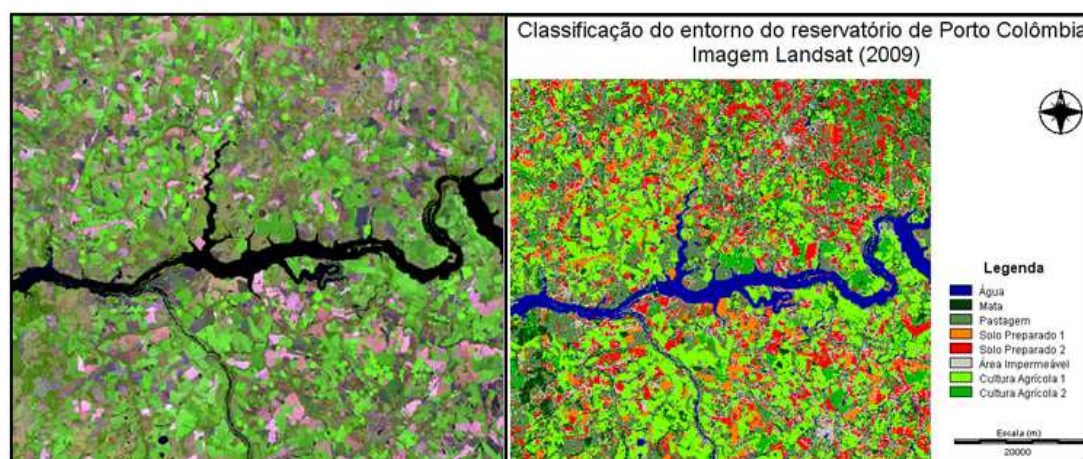 Classificação do entorno do reservatório de Porto Colômbia
Imagem Landsat (2009)
Legenda
Água
Mata
Pastagem
Solo Preparado 1
Solo Preparado 2
Área Impermeável
Cultura Agrícola 1
Cultura Agrícola 2
Escala (m)
20000